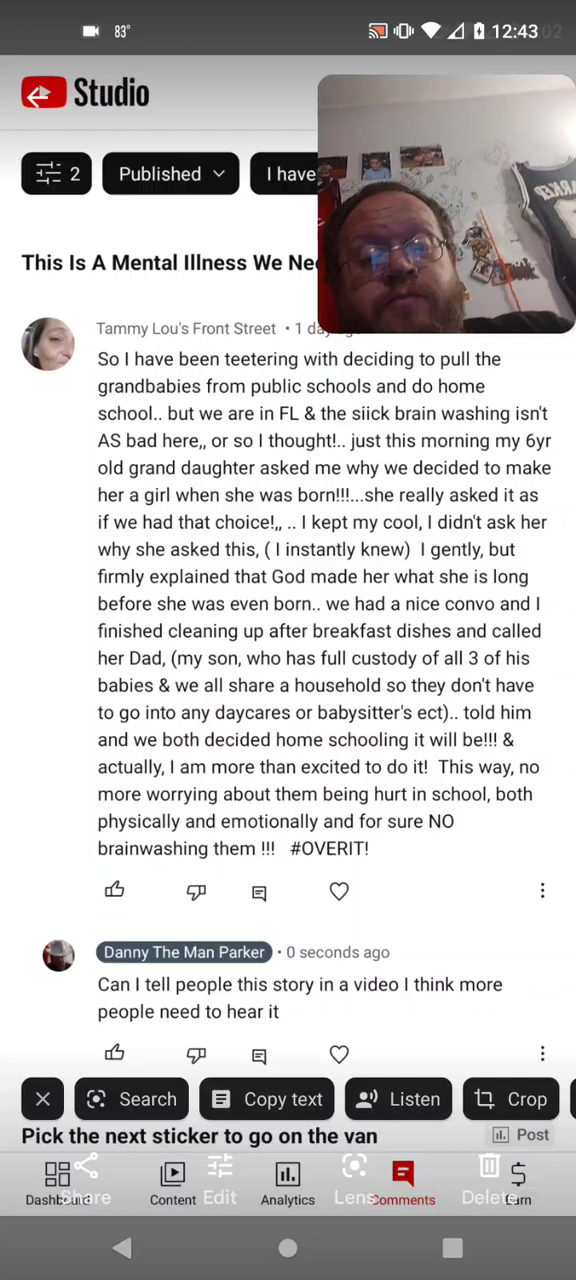 83°
12:43
02
Studio
2
Published
I have
This Is A Mental Illness We Nee
Tammy Lou's Front Street • 1 day ago
So I have been teetering with deciding to pull the
grandbabies from public schools and do home
school.. but we are in FL & the siick brain washing isn't
AS bad here,, or so I thought!.. just this morning my 6yr
old grand daughter asked me why we decided to make
her a girl when she was born!!!...she really asked it as
if we had that choice!,, .. I kept my cool, I didn't ask her
why she asked this, ( I instantly knew)  I gently, but
firmly explained that God made her what she is long
before she was even born.. we had a nice convo and I
finished cleaning up after breakfast dishes and called
her Dad, (my son, who has full custody of all 3 of his
babies & we all share a household so they don't have
to go into any daycares or babysitter's ect).. told him
and we both decided home schooling it will be!!! &
actually, I am more than excited to do it!  This way, no
more worrying about them being hurt in school, both
physically and emotionally and for sure NO
brainwashing them !!!   #OVERIT!
Danny The Man Parker • 0 seconds ago
Can I tell people this story in a video I think more
people need to hear it
Search
Copy text
Listen
Crop
Pick the next sticker to go on the van
Post
Share
Edit
Lens
Delete
Content
Analytics
Comments
Earn